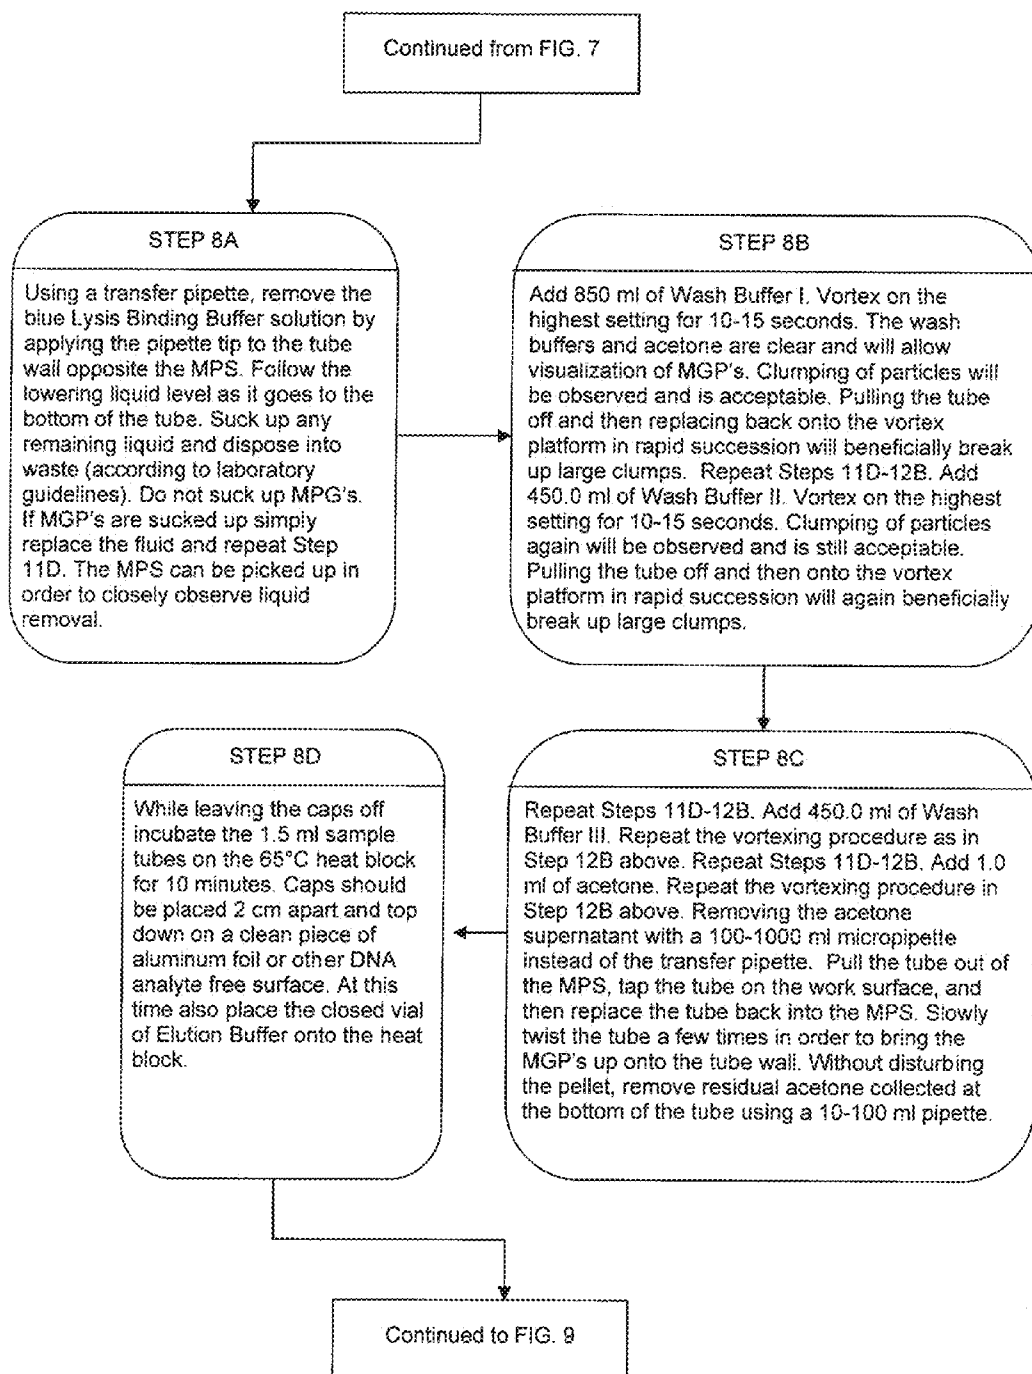 Continued from FIG. 7
STEP 8A
Using a transfer pipette, remove the
blue Lysis Binding Buffer solution by
applying the pipette tip to the tube
wall opposite the MPS. Follow the
lowering liquid level as it goes to the
bottom of the tube. Suck up any
remaining liquid and dispose into
waste (according to laboratory
guidelines). Do not suck up MPG's.
If MGP's are sucked up simply
replace the fluid and repeat Step
11D. The MPS can be picked up in
order to closely observe liquid
removal.
STEP 8B
Add 850 ml of Wash Buffer I. Vortex on the
highest setting for 10-15 seconds. The wash
buffers and acetone are clear and will allow
visualization of MGP's. Clumping of particles will
be observed and is acceptable. Pulling the tube
off and then replacing back onto the vortex
platform in rapid succession will beneficially break
up large clumps. Repeat Steps 11D-12B. Add
450.0 ml of Wash Buffer II. Vortex on the highest
setting for 10-15 seconds. Clumping of particles
again will be observed and is still acceptable.
Pulling the tube off and then onto the vortex
platform in rapid succession will again beneficially
break up large clumps.
STEP 8C
Repeat Steps 11D-12B. Add 450.0 ml of Wash
Buffer III. Repeat the vortexing procedure as in
Step 12B above. Repeat Steps 11D-12B. Add 1.0
ml of acetone. Repeat the vortexing procedure in
Step 12B above. Removing the acetone
supernatant with a 100-1000 ml micropipette
instead of the transfer pipette. Pull the tube out of
the MPS, tap the tube on the work surface, and
then replace the tube back into the MPS. Slowly
twist the tube a few times in order to bring the
MGP's up onto the tube wall. Without disturbing
the pellet, remove residual acetone collected at
the bottom of the tube using a 10-100 ml pipette.
STEP 8D
While leaving the caps off
incubate the 1.5 ml sample
tubes on the 65°C heat block
for 10 minutes. Caps should
be placed 2 cm apart and top
down on a clean piece of
aluminum foil or other DNA
analyte free surface. At this
time also place the closed vial
of Elution Buffer onto the heat
block.
Continued to FIG. 9